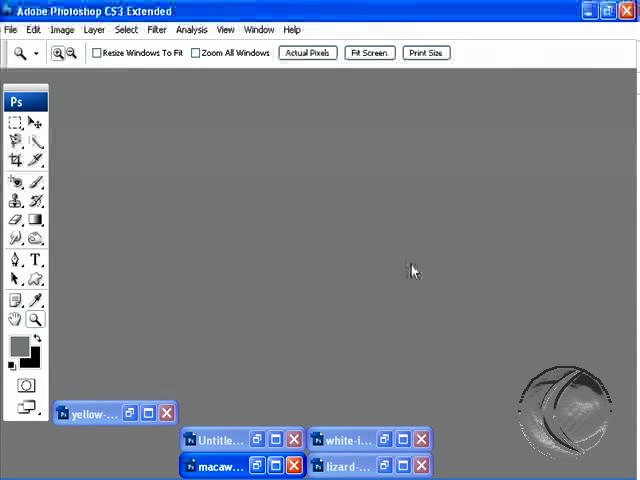 Adobe Photoshop CS3 Extended
File Edit Image Layer Select Filter Analysis View Window Help
Resize Windows To Fit Zoom All Windows Actual Pixels Fit Screen Print Size
Ps
T
yellow-...
Untitle... white-i...
macaw... lizard-...